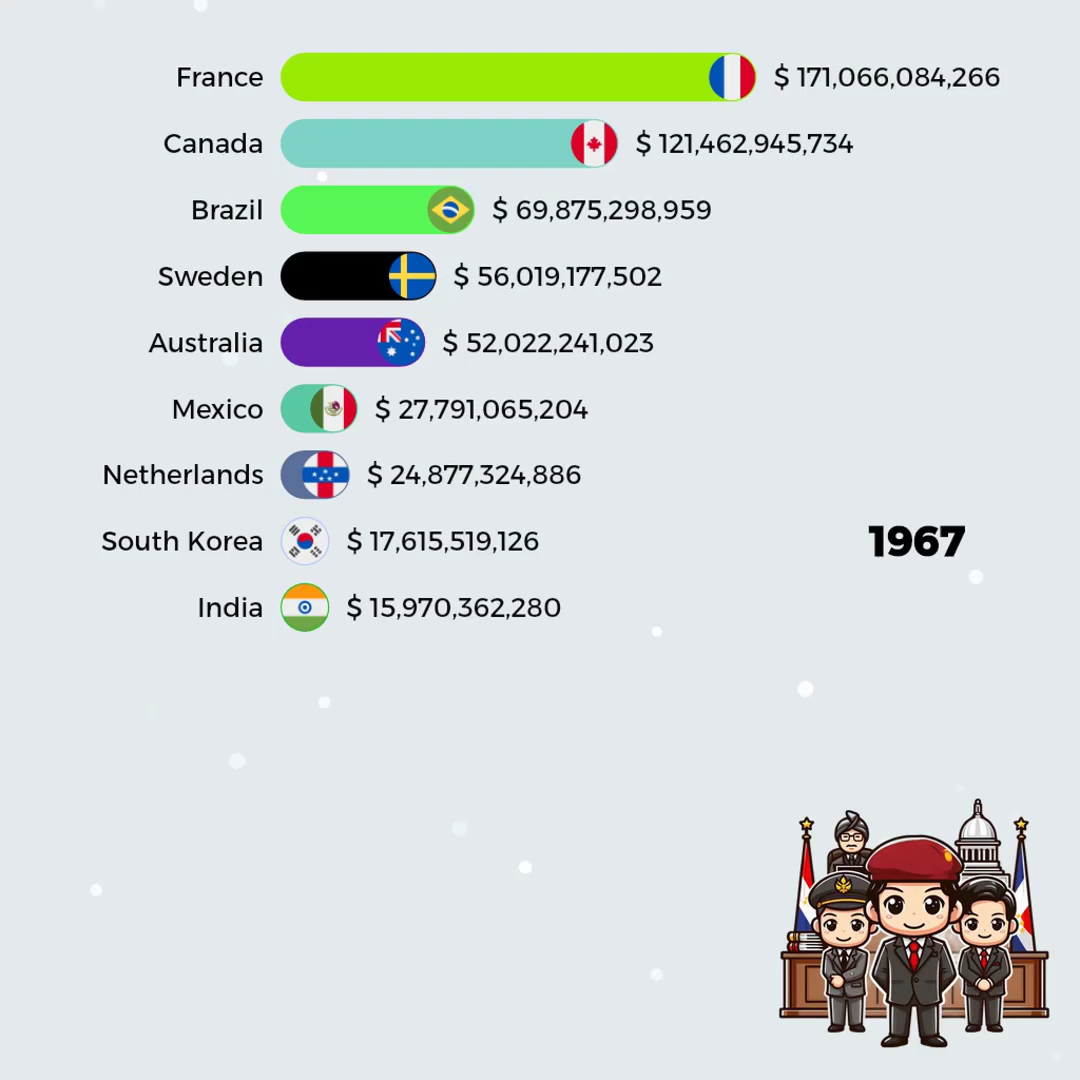 France $ 171,066,084,266
Canada $ 121,462,945,734
Brazil $ 69,875,298,959
Sweden $ 56,019,177,502
Australia $ 52,022,241,023
Mexico $ 27,791,065,204
Netherlands $ 24,877,324,886
South Korea $ 17,615,519,126
1967
India $ 15,970,362,280